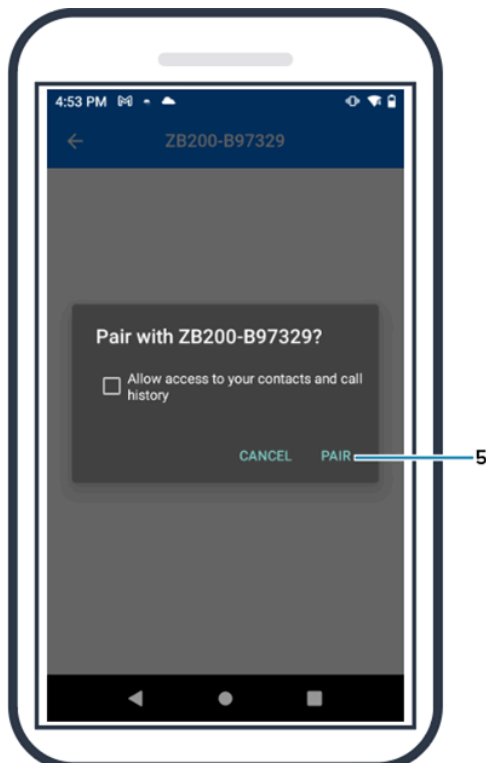 4:53 PM
ZB200-B97329
Pair with ZB200-B97329?
Allow access to your contacts and call
history
CANCEL PAIR
5